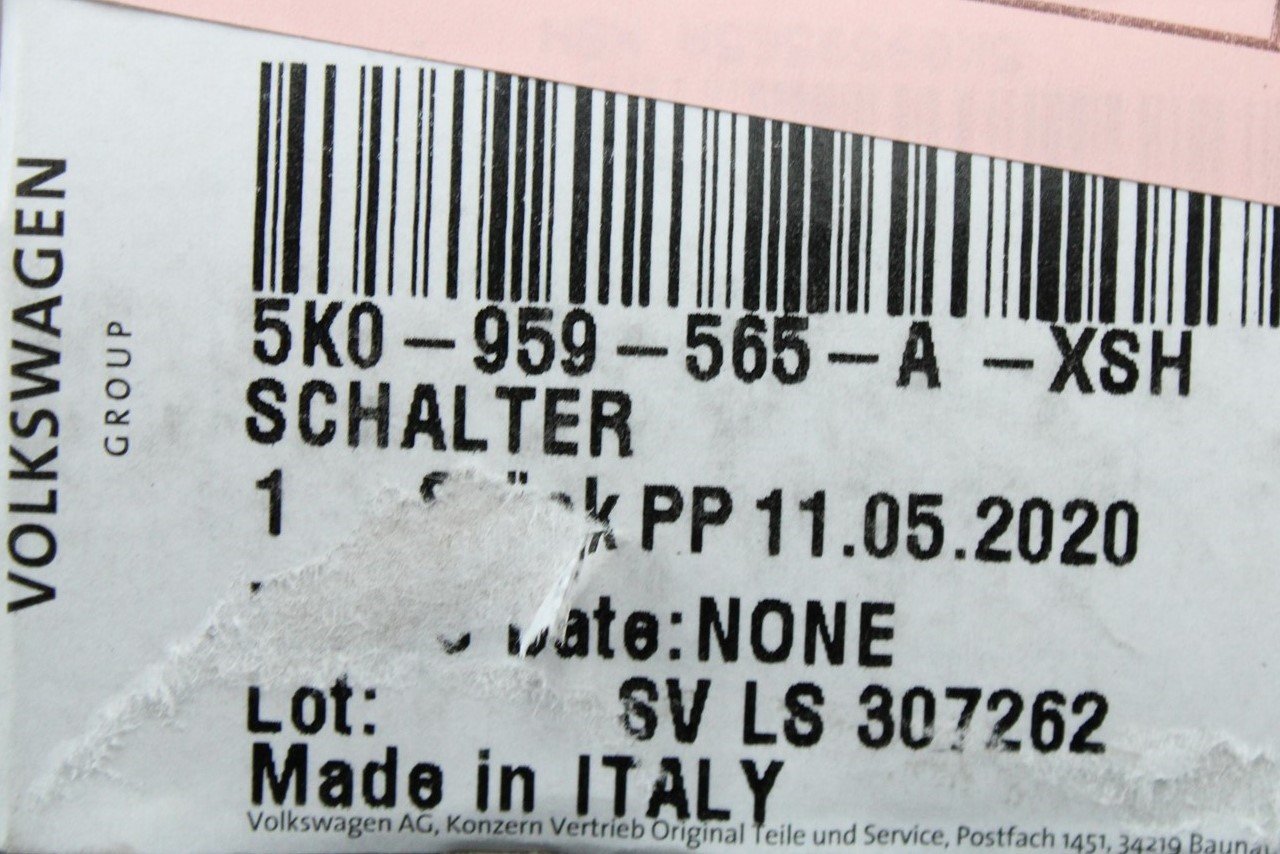 VOLKSWAGEN
GROUP
5K0-959-565-A -XSH
SCHALTER
1 PP 11.05.2020
Date:NONE
Lot: SV LS 307262
Made in ITALY
Volkswagen AG, Konzern Vertrieb Original Teile und Service, Postfach 1451, 34219